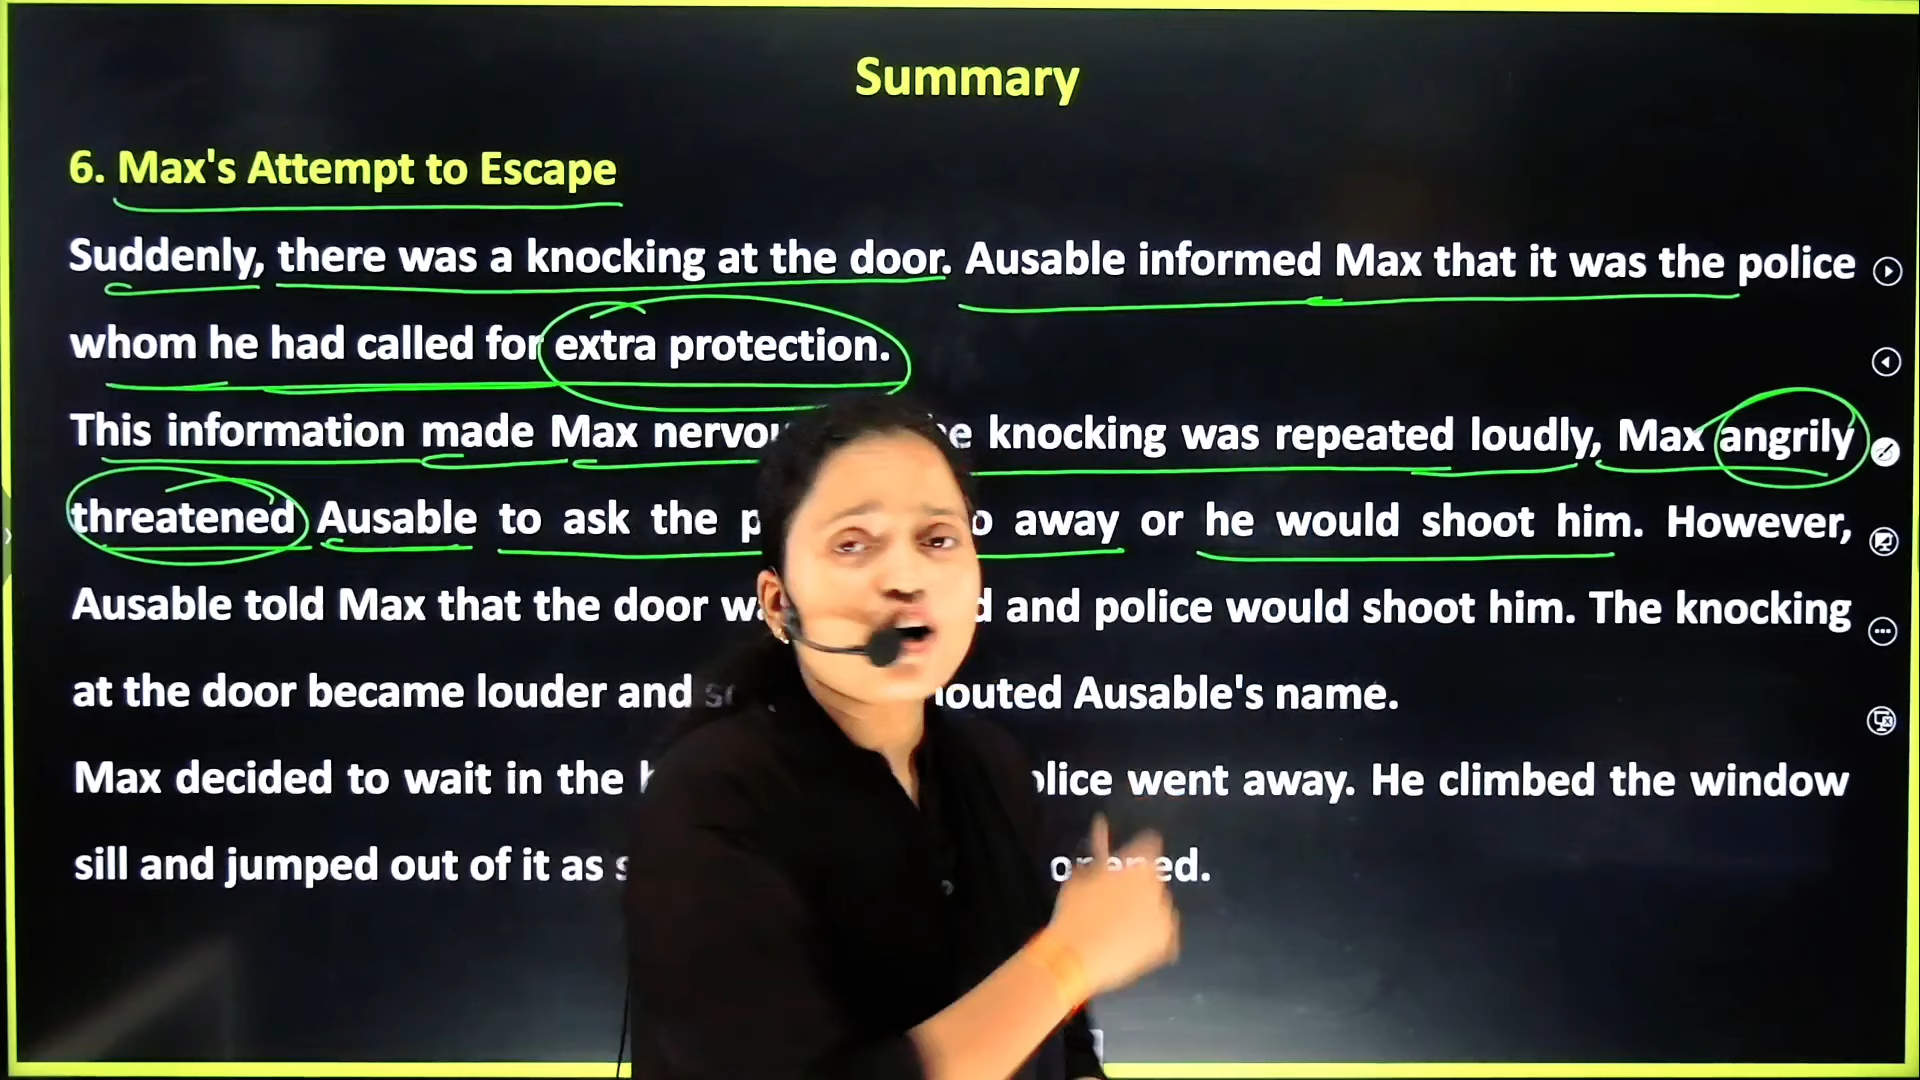 Summary
6. Max's Attempt to Escape
Suddenly, there was a knocking at the door. Ausable informed Max that it was the police
whom he had called for extra protection.
This information made Max knocking was repeated loudly, Max angrily
threatened Ausable to ask the away or he would shoot him. However,
Ausable told Max that the door and police would shoot him. The knocking
at the door became louder and Ausable's name.
Max decided to wait in the went away. He climbed the window
sill and jumped out of it as